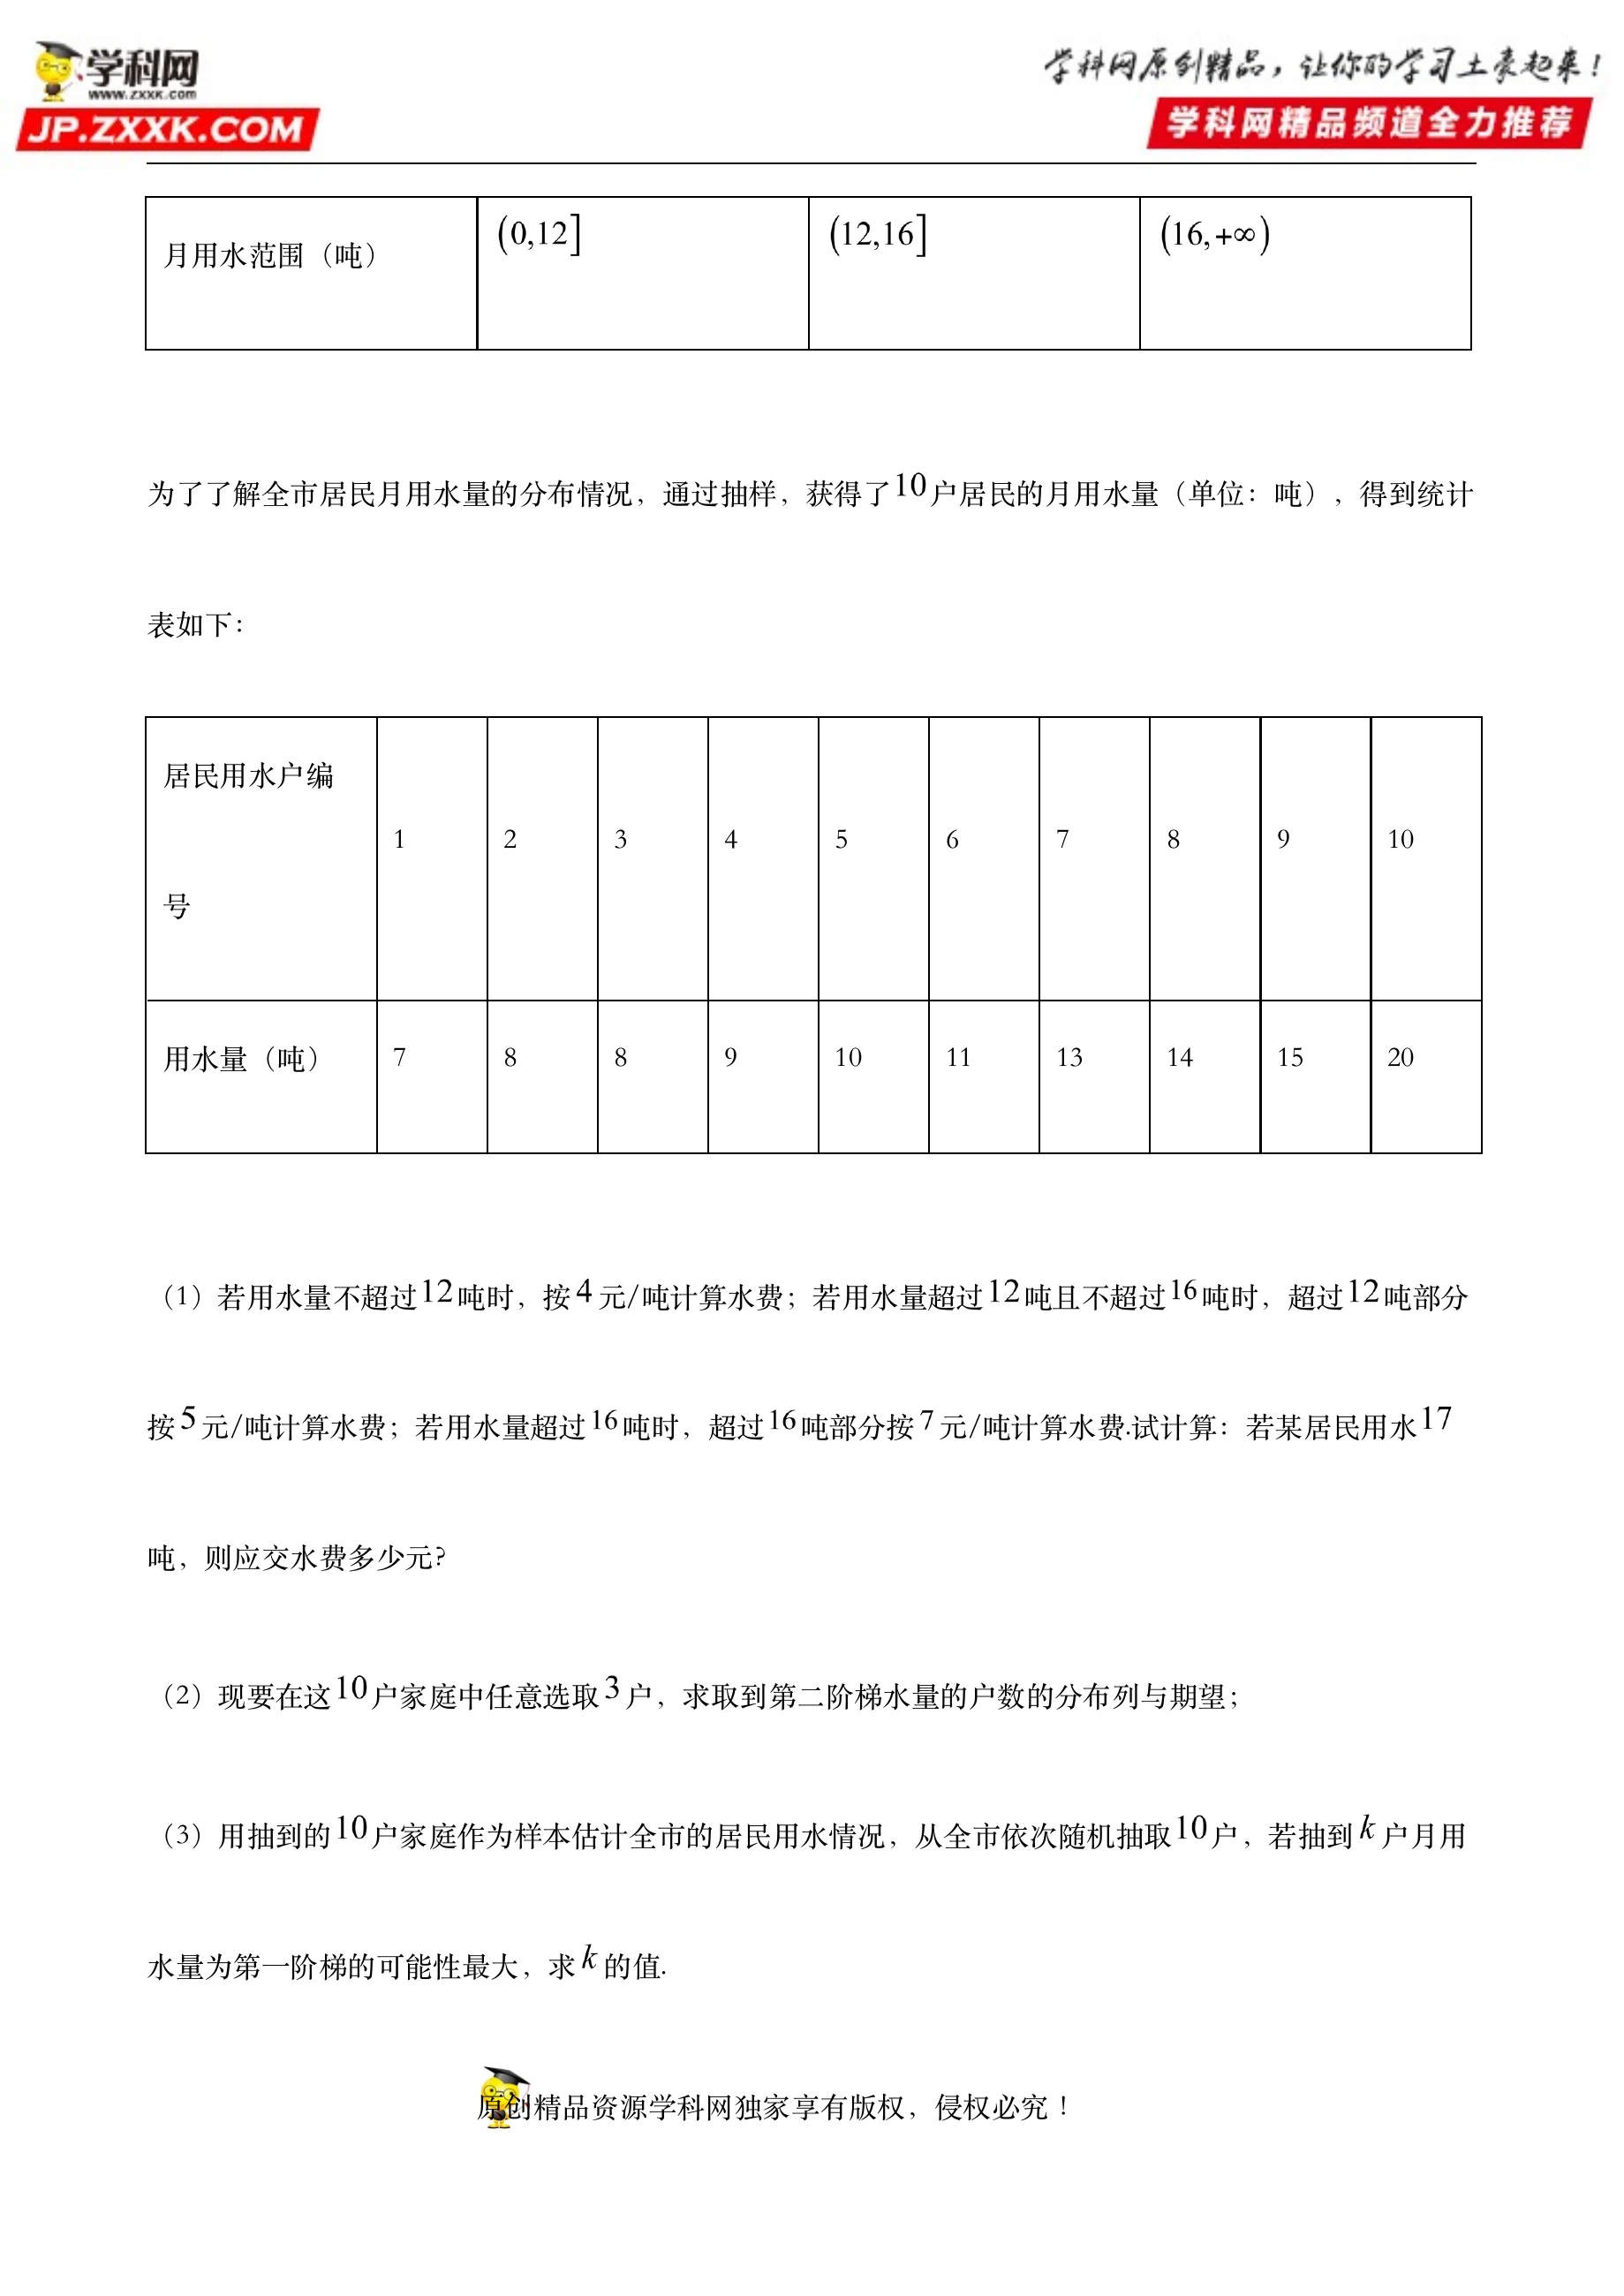 学科网
www.zxxk.com
JP.ZXXK.COM
学科网原创精品，让你的学习土豪起来！
学科网精品频道全力推荐
月用水范围（吨） (0,12] (12,16] (16,+∞)
为了了解全市居民月用水量的分布情况，通过抽样，获得了10户居民的月用水量（单位：吨），得到统计
表如下：
居民用水户编
号 1 2 3 4 5 6 7 8 9 10
用水量（吨） 7 8 8 9 10 11 13 14 15 20
（1）若用水量不超过12吨时，按4元/吨计算水费；若用水量超过12吨且不超过16吨时，超过12吨部分
按5元/吨计算水费；若用水量超过16吨时，超过16吨部分按7元/吨计算水费.试计算：若某居民用水17
吨，则应交水费多少元?
（2）现要在这10户家庭中任意选取3户，求取到第二阶梯水量的户数的分布列与期望；
（3）用抽到的10户家庭作为样本估计全市的居民用水情况，从全市依次随机抽取10户，若抽到k户月用
水量为第一阶梯的可能性最大，求k的值.
原创精品资源学科网独家享有版权，侵权必究！